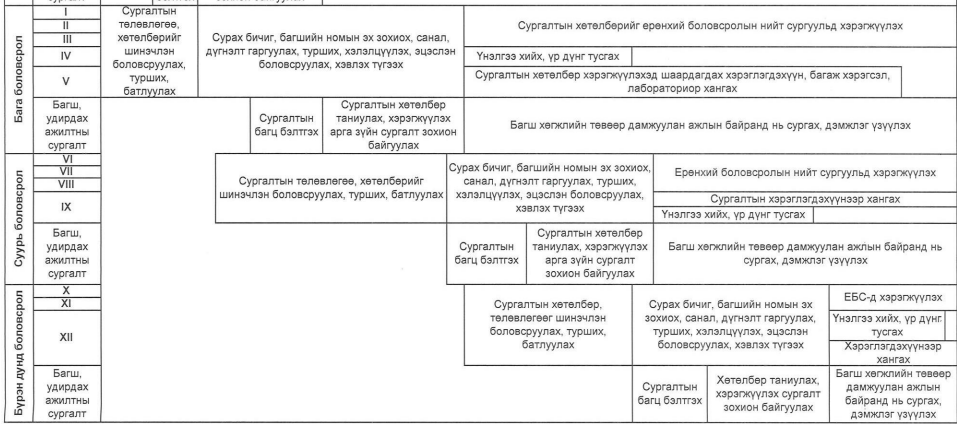 Бага боловсрол
I
II
III
IV
V
Сургалтын
төлөвлөгөө,
хөтөлбөрийг
шинэчлэн
боловсруулах,
турших,
батлуулах
Сурах бичиг, багшийн номын эх зохиох, санал,
дүгнэлт гаргуулах, турших, хэлэлцүүлэх, эцэслэн
боловсруулах, хэвлэх түгээх
Сургалтын хөтөлбөрийг ерөнхий боловсролын нийт сургуульд хэрэгжүүлэх
Үнэлгээ хийх, үр дүнг тусгах
Сургалтын хөтөлбөр хэрэгжүүлэхэд шаардагдах хэрэглэгдэхүүн, багаж хэрэгсэл,
лабораториор хангах
Багш,
удирдах
ажилтны
сургалт
Сургалтын
багц бэлтгэх
Сургалтын хөтөлбөр
таниулах, хэрэгжүүлэх
арга зүйн сургалт зохион
байгуулах
Багш хөгжлийн төвөөр дамжуулан ажлын байранд нь сургах, дэмжлэг үзүүлэх
Суурь боловсрол
VI
VII
VIII
IX
Сургалтын төлөвлөгөө, хөтөлбөрийг
шинэчлэн боловсруулах, турших, батлуулах
Сурах бичиг, багшийн номын эх зохиох,
санал, дүгнэлт гаргуулах, турших,
хэлэлцүүлэх, эцэслэн боловсруулах,
хэвлэх түгээх
Ерөнхий боловсролын нийт сургуульд хэрэгжүүлэх
Сургалтын хэрэглэгдэхүүнээр хангах
Үнэлгээ хийх, үр дүнг тусгах
Багш,
удирдах
ажилтны
сургалт
Сургалтын
багц бэлтгэх
Сургалтын хөтөлбөр
таниулах, хэрэгжүүлэх
арга зүйн сургалт
зохион байгуулах
Багш хөгжлийн төвөөр дамжуулан ажлын байранд нь
сургах, дэмжлэг үзүүлэх
Бүрэн дунд боловсрол
X
XI
XII
Сургалтын хөтөлбөр,
төлөвлөгөөг шинэчлэн
боловсруулах, турших,
батлуулах
Сурах бичиг, багшийн номын эх
зохиох, санал, дүгнэлт гаргуулах,
турших, хэлэлцүүлэх, эцэслэн
боловсруулах, хэвлэх түгээх
ЕБС-д хэрэгжүүлэх
Үнэлгээ хийх, үр дүнг
тусгах
Хэрэглэгдэхүүнээр
хангах
Багш,
удирдах
ажилтны
сургалт
Сургалтын
багц бэлтгэх
Хөтөлбөр таниулах,
хэрэгжүүлэх сургалт
зохион байгуулах
Багш хөгжлийн төвөөр
дамжуулан ажлын
байранд нь сургах,
дэмжлэг үзүүлэх